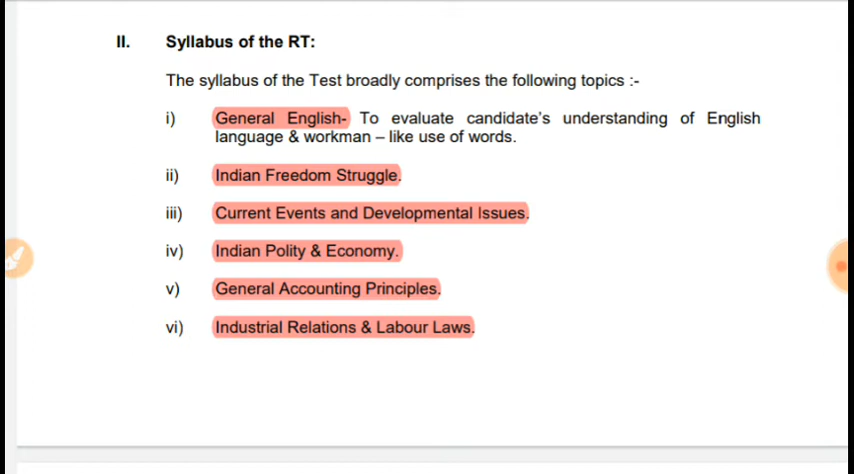 II. Syllabus of the RT:
The syllabus of the Test broadly comprises the following topics :-
i) General English- To evaluate candidate's understanding of English
language & workman – like use of words.
ii) Indian Freedom Struggle.
iii) Current Events and Developmental Issues.
iv) Indian Polity & Economy.
v) General Accounting Principles.
vi) Industrial Relations & Labour Laws.